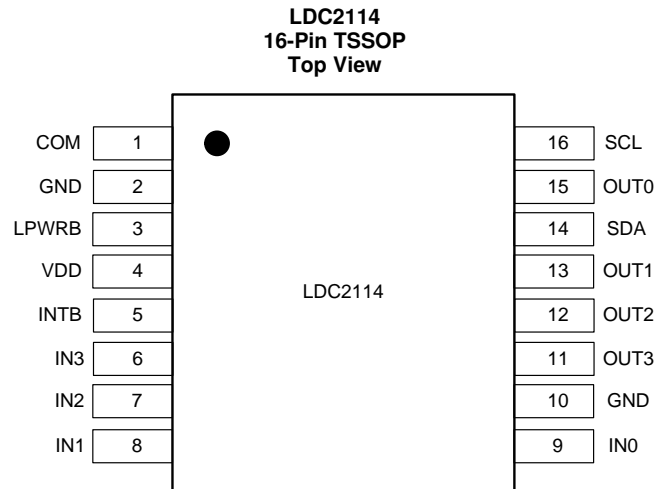 LDC2114
16-Pin TSSOP
Top View
COM 1 16 SCL
GND 2 15 OUT0
LPWRB 3 14 SDA
VDD 4 13 OUT1
LDC2114
INTB 5 12 OUT2
IN3 6 11 OUT3
IN2 7 10 GND
IN1 8 9 IN0